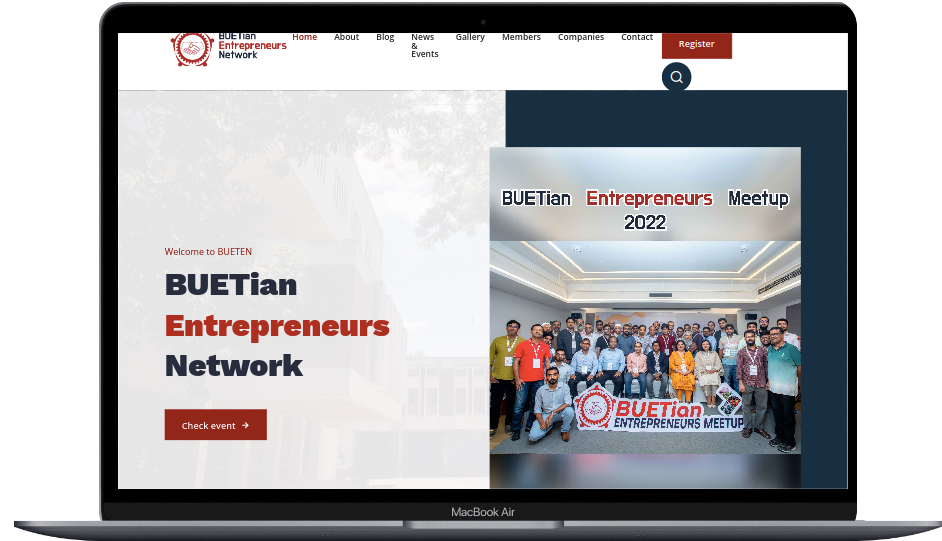 BUETian
Entrepreneurs
Network
Home About Blog News & Events Gallery Members Companies Contact Register
Welcome to BUETEN
BUETian
Entrepreneurs
Network
Check event →
BUETian Entrepreneurs Meetup
2022
BUETian
ENTREPRENEURS MEETUP
MacBook Air